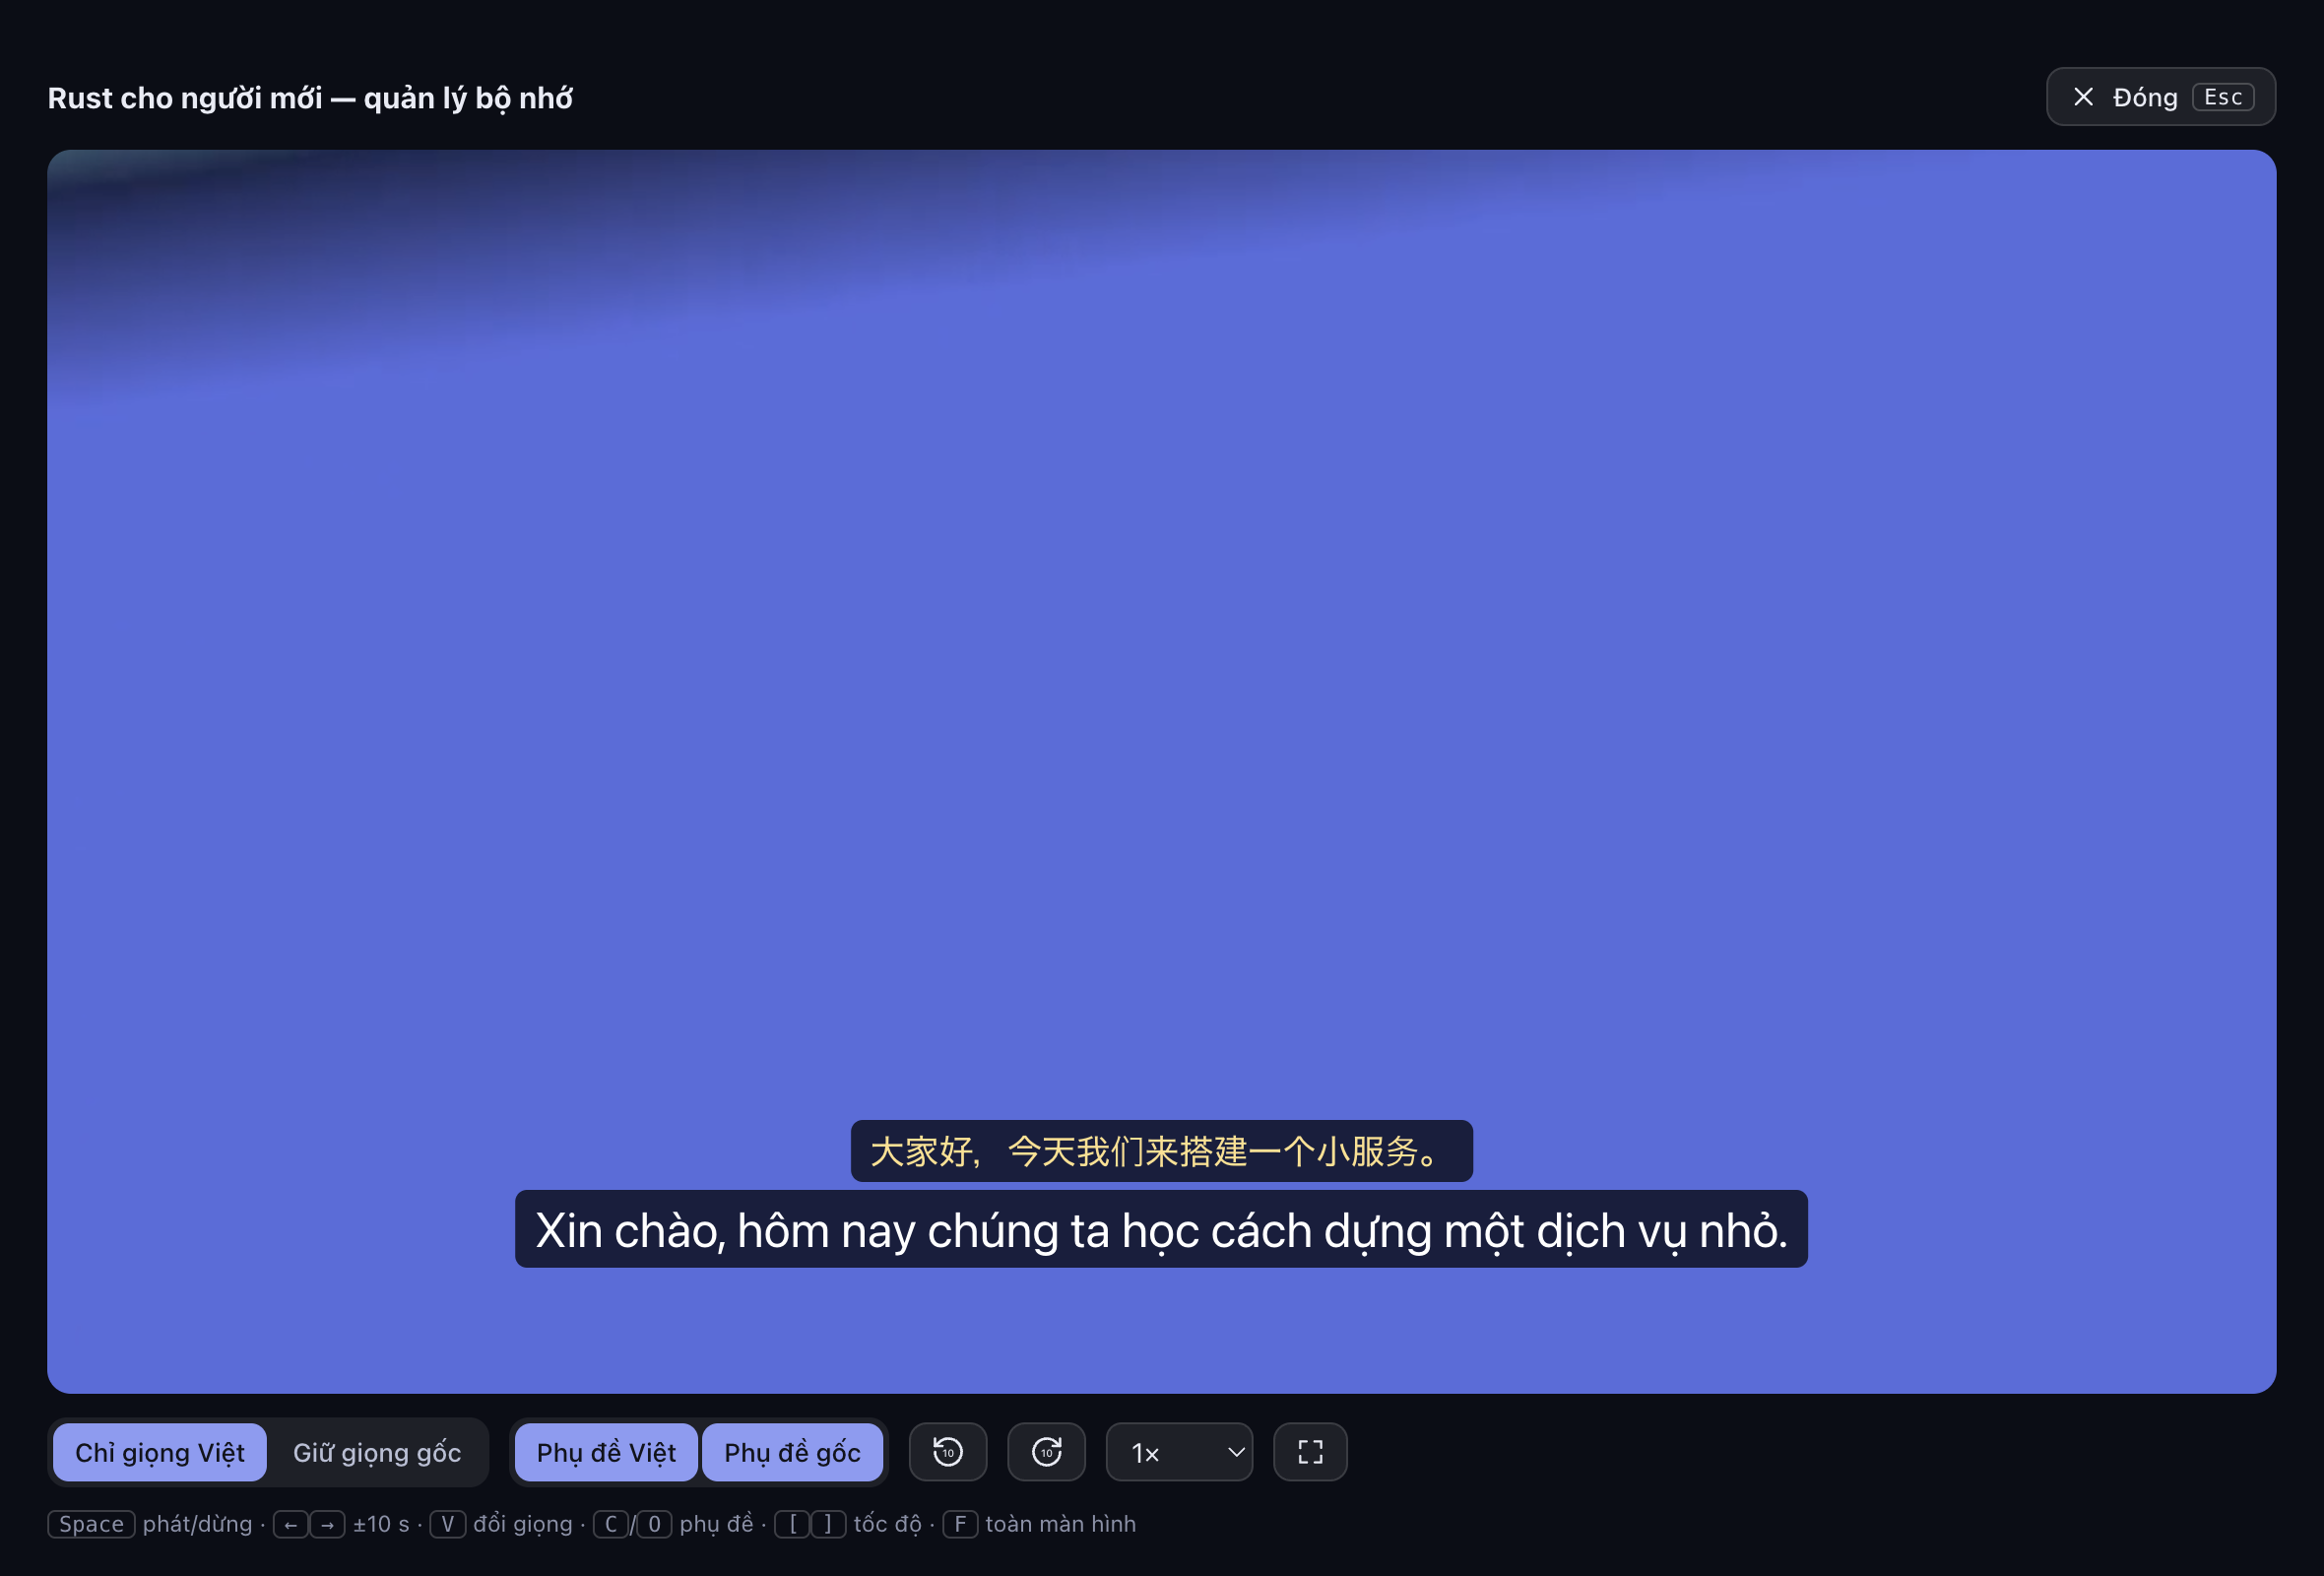 Rust cho người mới — quản lý bộ nhớ
Đóng Esc
大家好，今天我们来搭建一个小服务。
Xin chào, hôm nay chúng ta học cách dựng một dịch vụ nhỏ.
Chỉ giọng Việt Giữ giọng gốc Phụ đề Việt Phụ đề gốc 10 10 1×
Space phát/dừng · ← → ±10 s · V đổi giọng · C/O phụ đề · [ ] tốc độ · F toàn màn hình